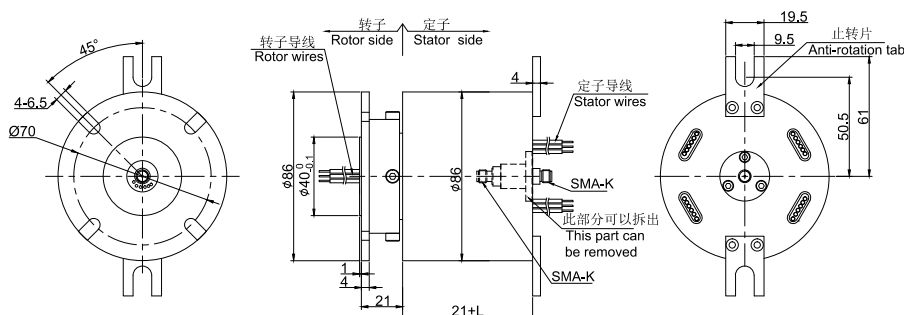 45°
4-6.5
Ø70
转子 定子
Rotor side Stator side
转子导线
Rotor wires
4
定子导线
Stator wires
ϕ86
ϕ40-0
-0.1
ϕ86
SMA-K
此部分可以拆出
This part can
be removed
SMA-K
1
4
21
21+L
19.5
9.5
止转片
Anti-rotation tab
50.5
61